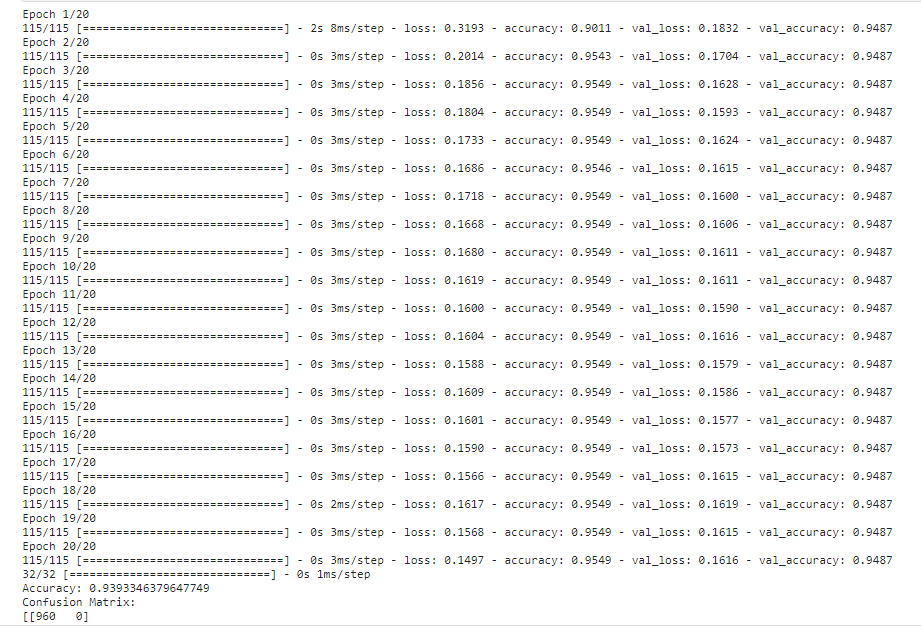 Epoch 1/20
115/115 [==============================] - 2s 8ms/step - loss: 0.3193 - accuracy: 0.9011 - val_loss: 0.1832 - val_accuracy: 0.9487
Epoch 2/20
115/115 [==============================] - 0s 3ms/step - loss: 0.2014 - accuracy: 0.9543 - val_loss: 0.1704 - val_accuracy: 0.9487
Epoch 3/20
115/115 [==============================] - 0s 3ms/step - loss: 0.1856 - accuracy: 0.9549 - val_loss: 0.1628 - val_accuracy: 0.9487
Epoch 4/20
115/115 [==============================] - 0s 3ms/step - loss: 0.1804 - accuracy: 0.9549 - val_loss: 0.1593 - val_accuracy: 0.9487
Epoch 5/20
115/115 [==============================] - 0s 3ms/step - loss: 0.1733 - accuracy: 0.9549 - val_loss: 0.1624 - val_accuracy: 0.9487
Epoch 6/20
115/115 [==============================] - 0s 3ms/step - loss: 0.1686 - accuracy: 0.9546 - val_loss: 0.1615 - val_accuracy: 0.9487
Epoch 7/20
115/115 [==============================] - 0s 3ms/step - loss: 0.1718 - accuracy: 0.9549 - val_loss: 0.1600 - val_accuracy: 0.9487
Epoch 8/20
115/115 [==============================] - 0s 3ms/step - loss: 0.1668 - accuracy: 0.9549 - val_loss: 0.1606 - val_accuracy: 0.9487
Epoch 9/20
115/115 [==============================] - 0s 3ms/step - loss: 0.1680 - accuracy: 0.9549 - val_loss: 0.1611 - val_accuracy: 0.9487
Epoch 10/20
115/115 [==============================] - 0s 3ms/step - loss: 0.1619 - accuracy: 0.9549 - val_loss: 0.1611 - val_accuracy: 0.9487
Epoch 11/20
115/115 [==============================] - 0s 3ms/step - loss: 0.1600 - accuracy: 0.9549 - val_loss: 0.1590 - val_accuracy: 0.9487
Epoch 12/20
115/115 [==============================] - 0s 3ms/step - loss: 0.1604 - accuracy: 0.9549 - val_loss: 0.1616 - val_accuracy: 0.9487
Epoch 13/20
115/115 [==============================] - 0s 3ms/step - loss: 0.1588 - accuracy: 0.9549 - val_loss: 0.1579 - val_accuracy: 0.9487
Epoch 14/20
115/115 [==============================] - 0s 3ms/step - loss: 0.1609 - accuracy: 0.9549 - val_loss: 0.1586 - val_accuracy: 0.9487
Epoch 15/20
115/115 [==============================] - 0s 3ms/step - loss: 0.1601 - accuracy: 0.9549 - val_loss: 0.1577 - val_accuracy: 0.9487
Epoch 16/20
115/115 [==============================] - 0s 3ms/step - loss: 0.1590 - accuracy: 0.9549 - val_loss: 0.1573 - val_accuracy: 0.9487
Epoch 17/20
115/115 [==============================] - 0s 3ms/step - loss: 0.1566 - accuracy: 0.9549 - val_loss: 0.1615 - val_accuracy: 0.9487
Epoch 18/20
115/115 [==============================] - 0s 2ms/step - loss: 0.1617 - accuracy: 0.9549 - val_loss: 0.1619 - val_accuracy: 0.9487
Epoch 19/20
115/115 [==============================] - 0s 3ms/step - loss: 0.1568 - accuracy: 0.9549 - val_loss: 0.1615 - val_accuracy: 0.9487
Epoch 20/20
115/115 [==============================] - 0s 3ms/step - loss: 0.1497 - accuracy: 0.9549 - val_loss: 0.1616 - val_accuracy: 0.9487
32/32 [==============================] - 0s 1ms/step
Accuracy: 0.9393346379647749
Confusion Matrix:
[[960   0]